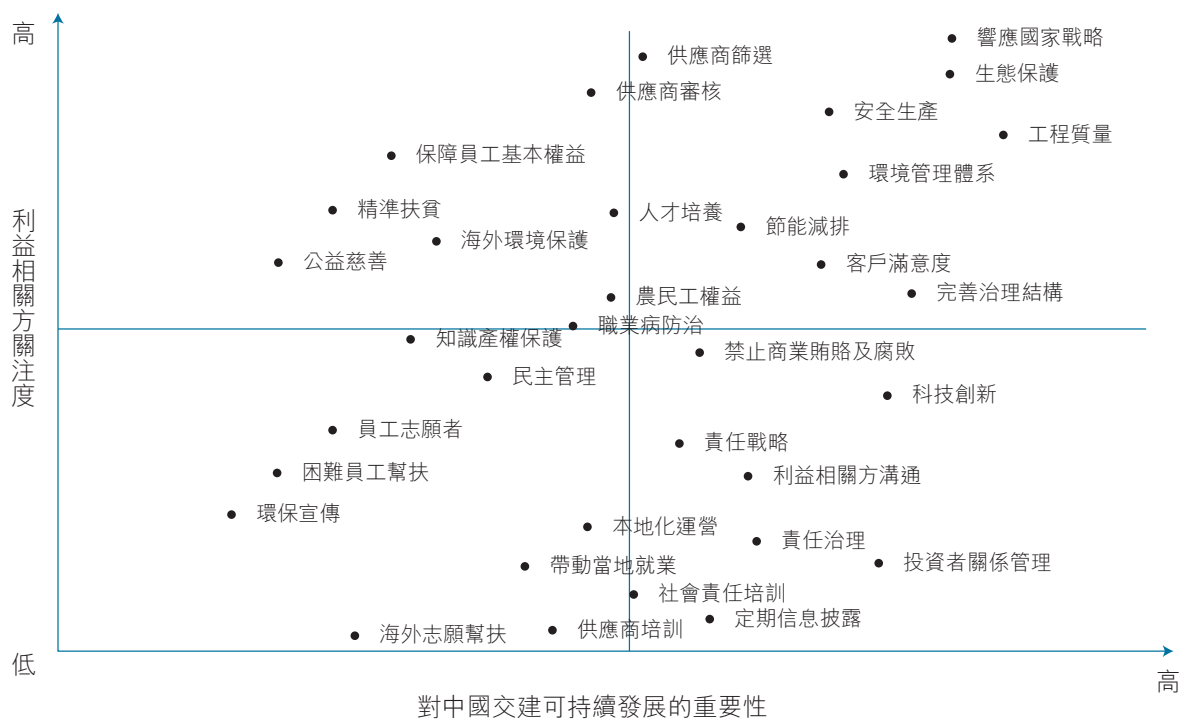 高
響應國家戰略
供應商篩選
生態保護
供應商審核
安全生產
工程質量
保障員工基本權益
環境管理體系
精準扶貧
人才培養
節能減排
海外環境保護
公益慈善
客戶滿意度
完善治理結構
農民工權益
職業病防治
知識產權保護
禁止商業賄賂及腐敗
民主管理
科技創新
員工志願者
責任戰略
困難員工幫扶
利益相關方溝通
環保宣傳
本地化運營
責任治理
帶動當地就業
投資者關係管理
社會責任培訓
定期信息披露
海外志願幫扶
供應商培訓
利益相關方關注度
低
高
對中國交建可持續發展的重要性